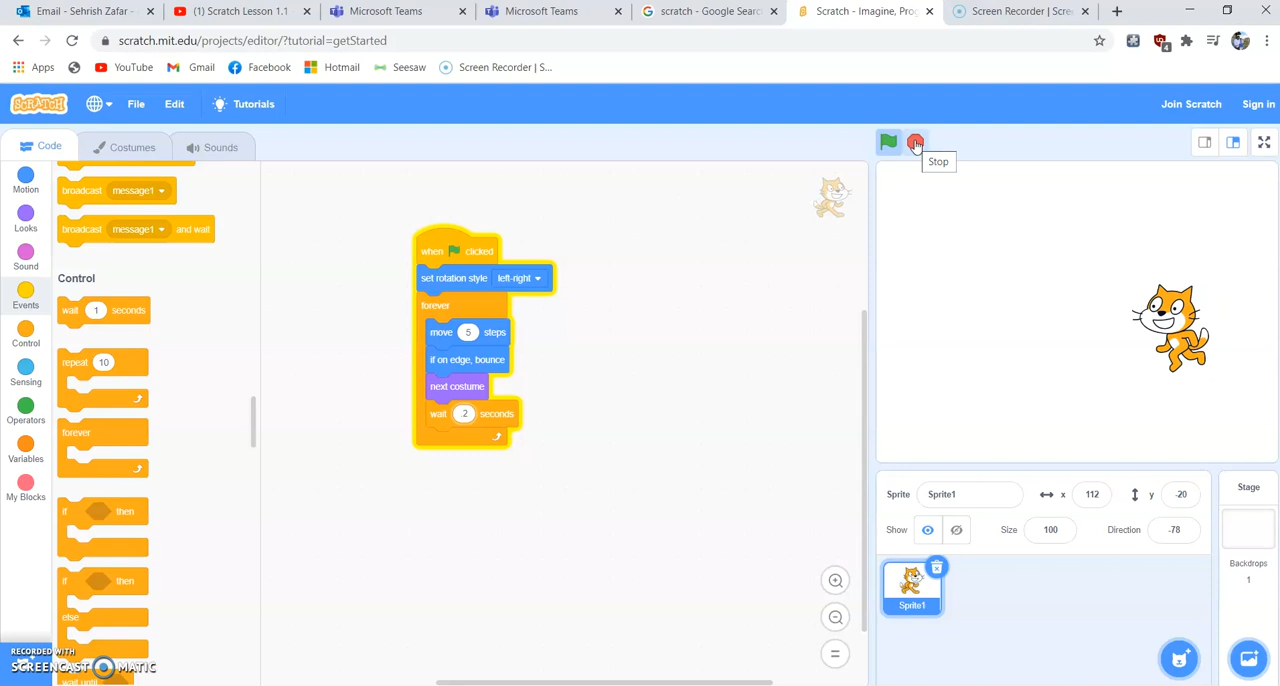 Email - Sehrish Zafar -
(1) Scratch Lesson 1.1
Microsoft Teams
Microsoft Teams
scratch - Google Searc
Scratch - Imagine, Prog
Screen Recorder | Scre
scratch.mit.edu/projects/editor/?tutorial=getStarted
4
Apps
YouTube
Gmail
Facebook
Hotmail
Seesaw
Screen Recorder | S...
SCRATCH
File
Edit
Tutorials
Join Scratch
Sign in
Code
Costumes
Sounds
Stop
Motion
Looks
Sound
Events
Control
Sensing
Operators
Variables
My Blocks
broadcast message1
broadcast message1 and wait
Control
wait 1 seconds
repeat 10
forever
if then
if then
else
wait until
when clicked
set rotation style left-right
forever
move 5 steps
if on edge, bounce
next costume
wait .2 seconds
Sprite Sprite1 x 112 y -20
Show Size 100 Direction -78
Sprite1
Stage
Backdrops
1
RECORDED WITH
SCREENCAST MATIC